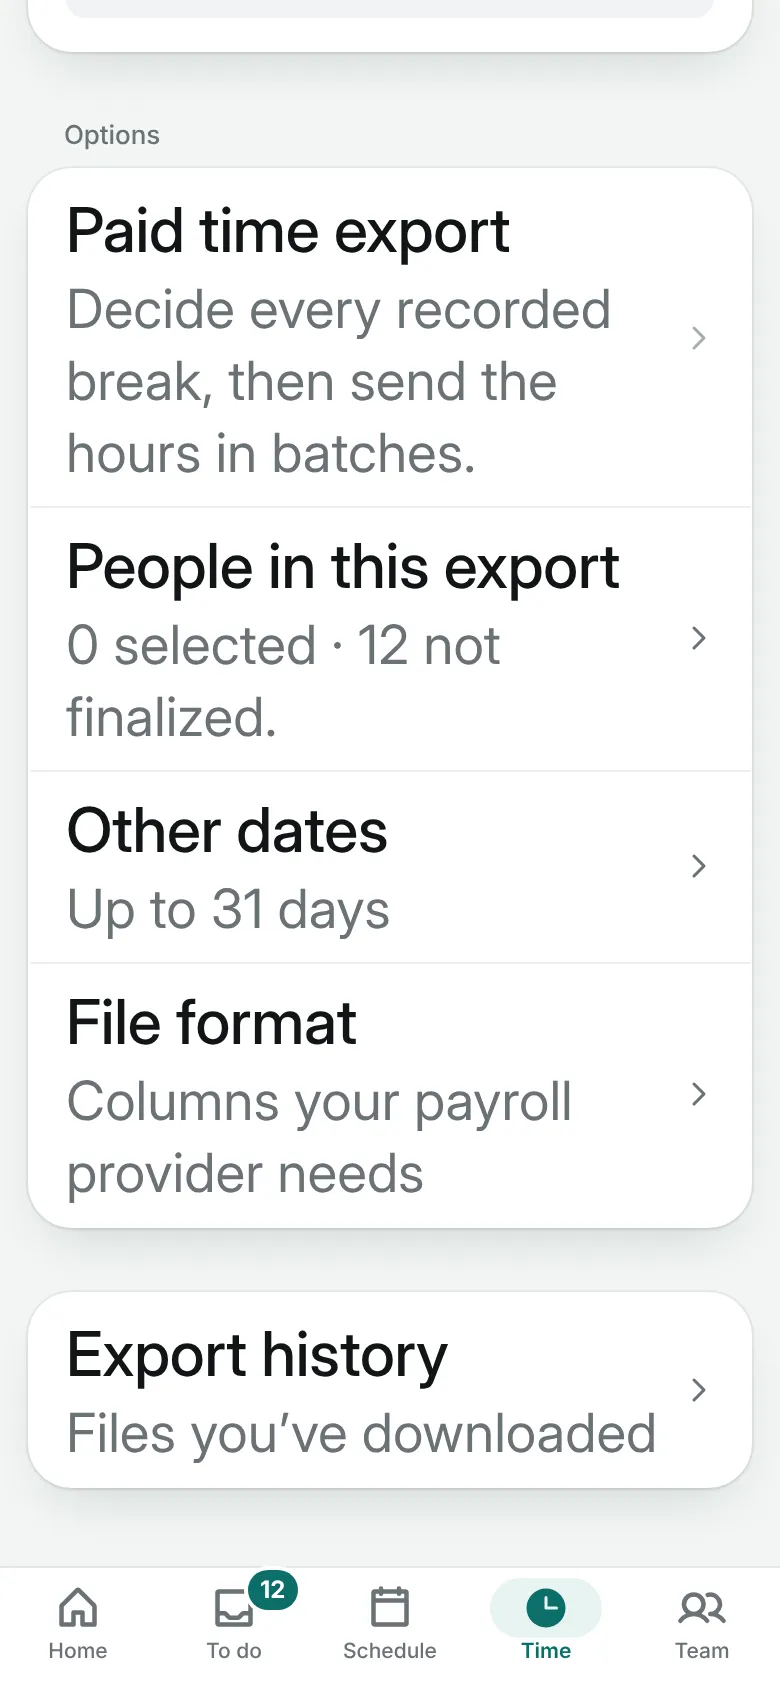 Options
Paid time export
Decide every recorded
break, then send the
hours in batches.
People in this export
0 selected · 12 not
finalized.
Other dates
Up to 31 days
File format
Columns your payroll
provider needs
Export history
Files you’ve downloaded
12
Home
To do
Schedule
Time
Team